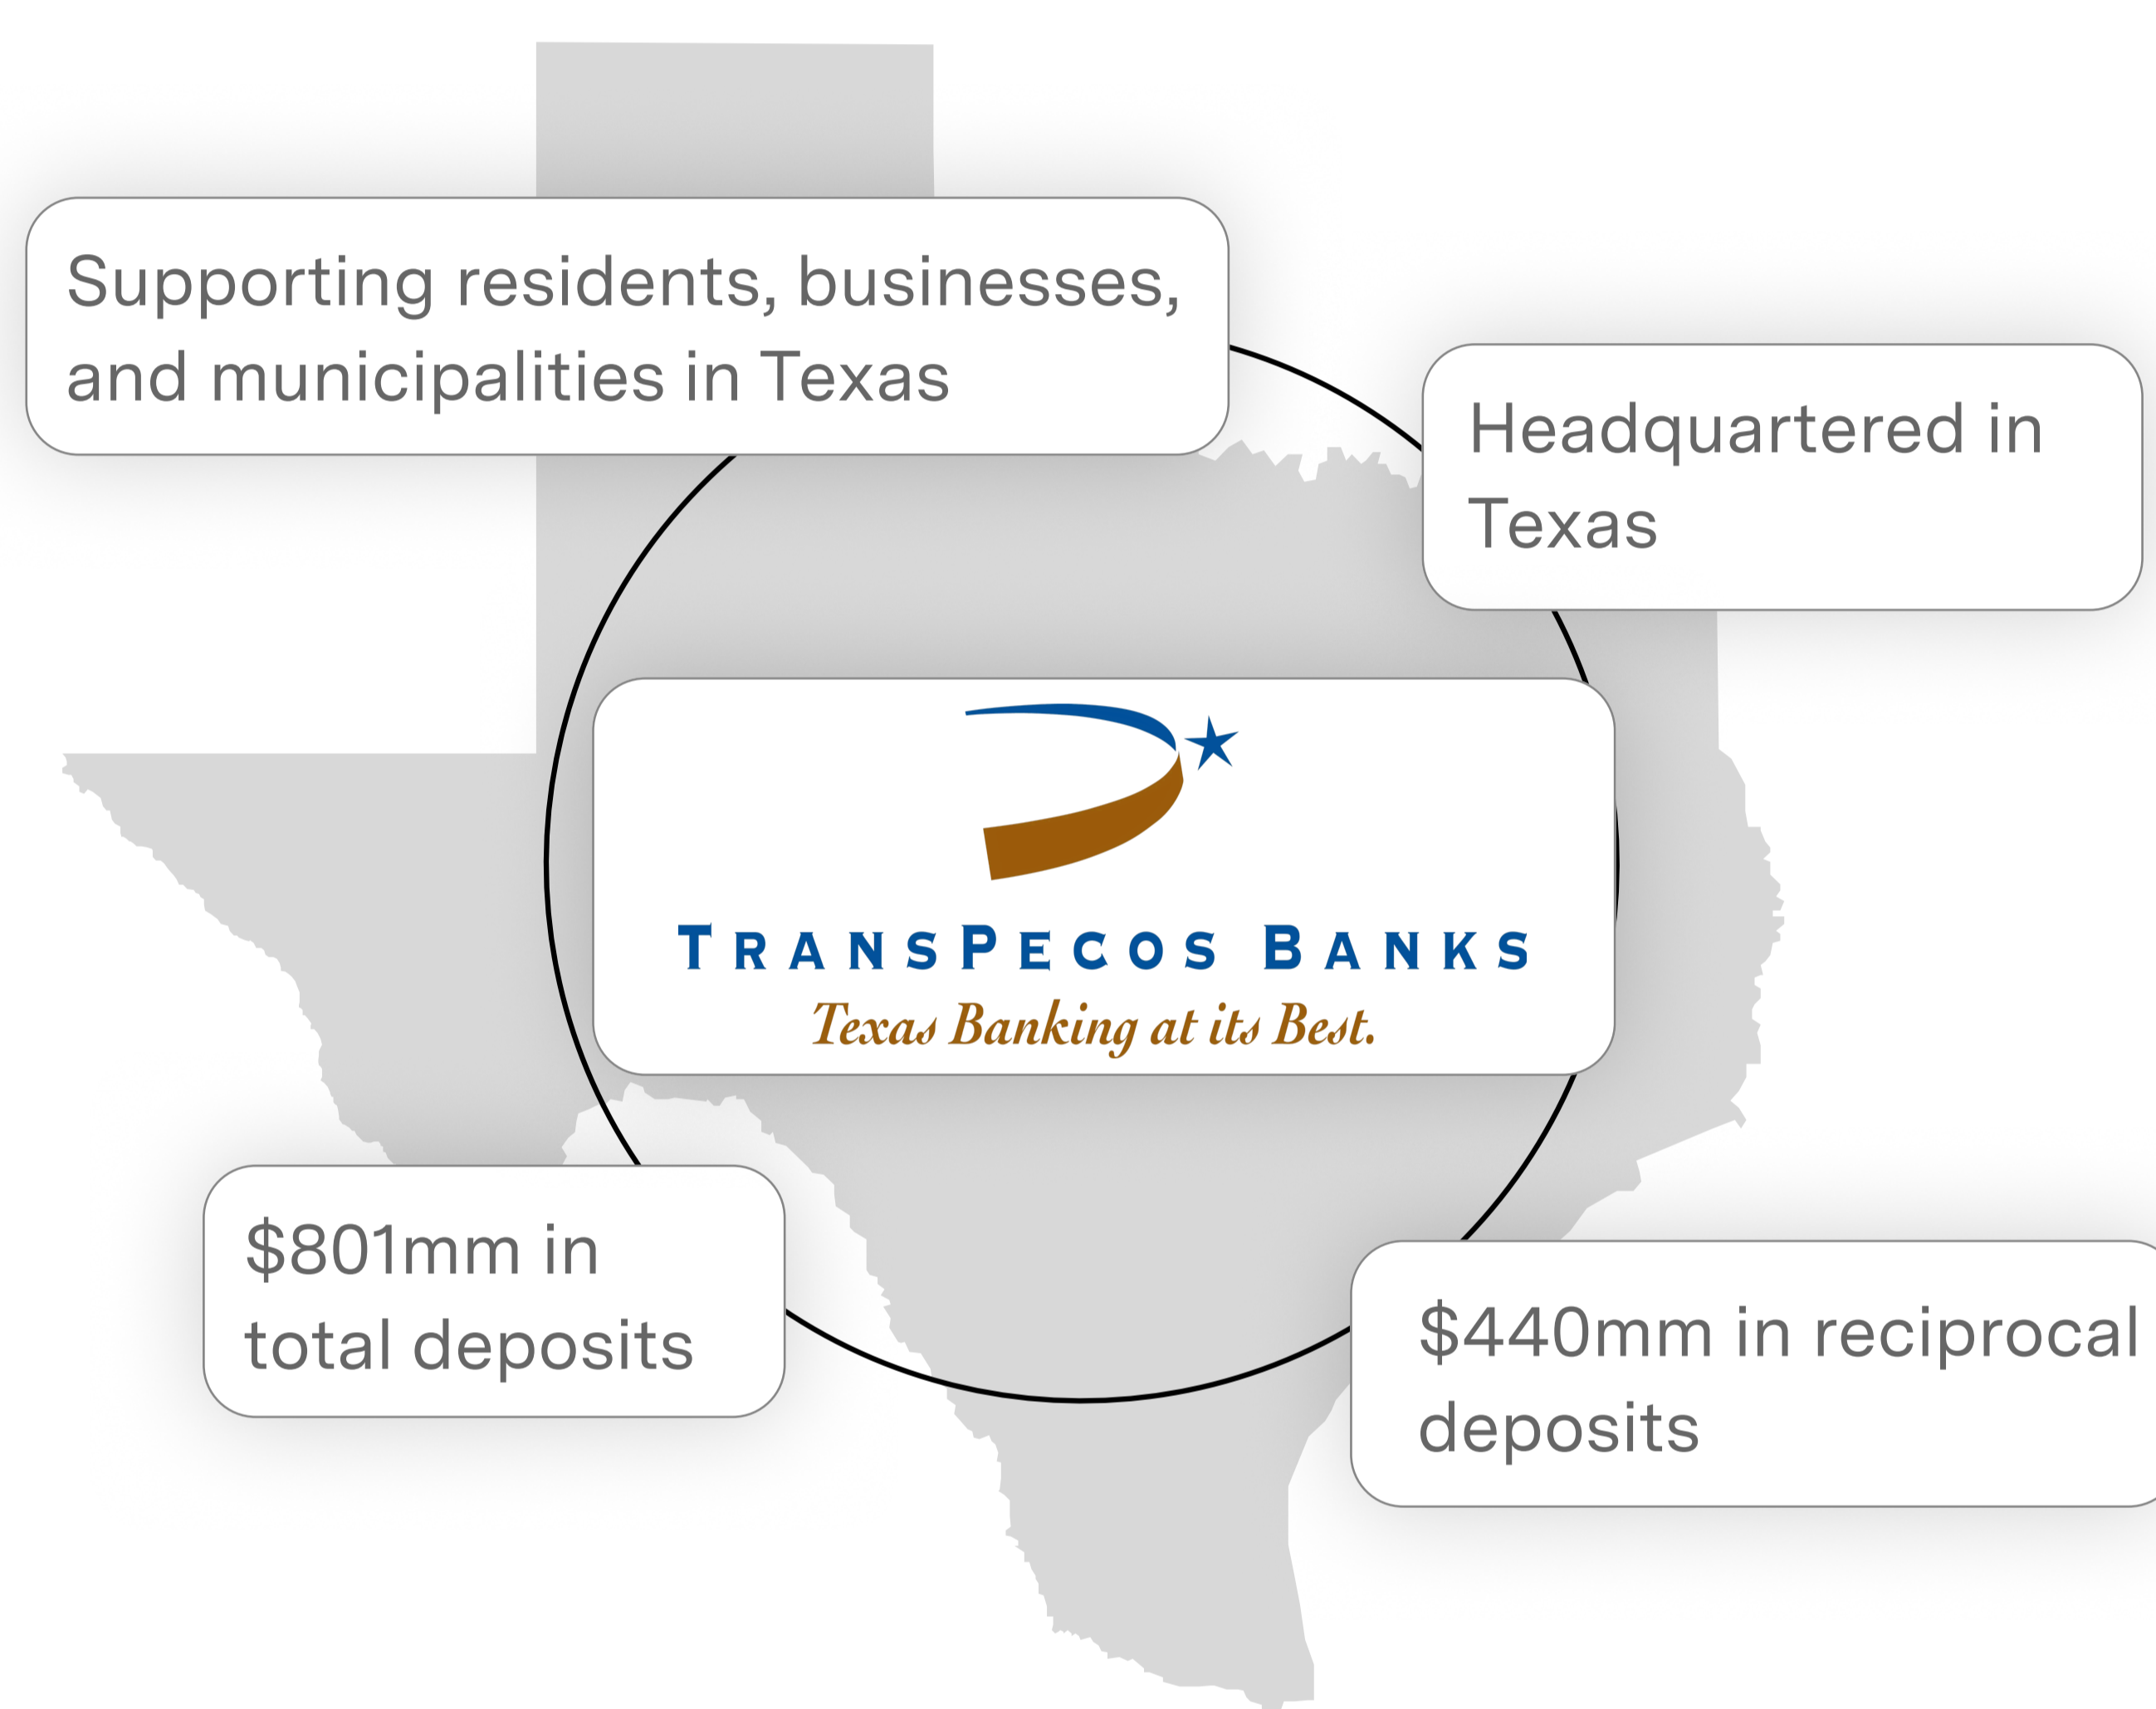 Supporting residents, businesses,
and municipalities in Texas
Headquartered in
Texas
TRANSPECOS BANKS
Texas Banking at its Best.
$801mm in
total deposits
$440mm in reciprocal
deposits